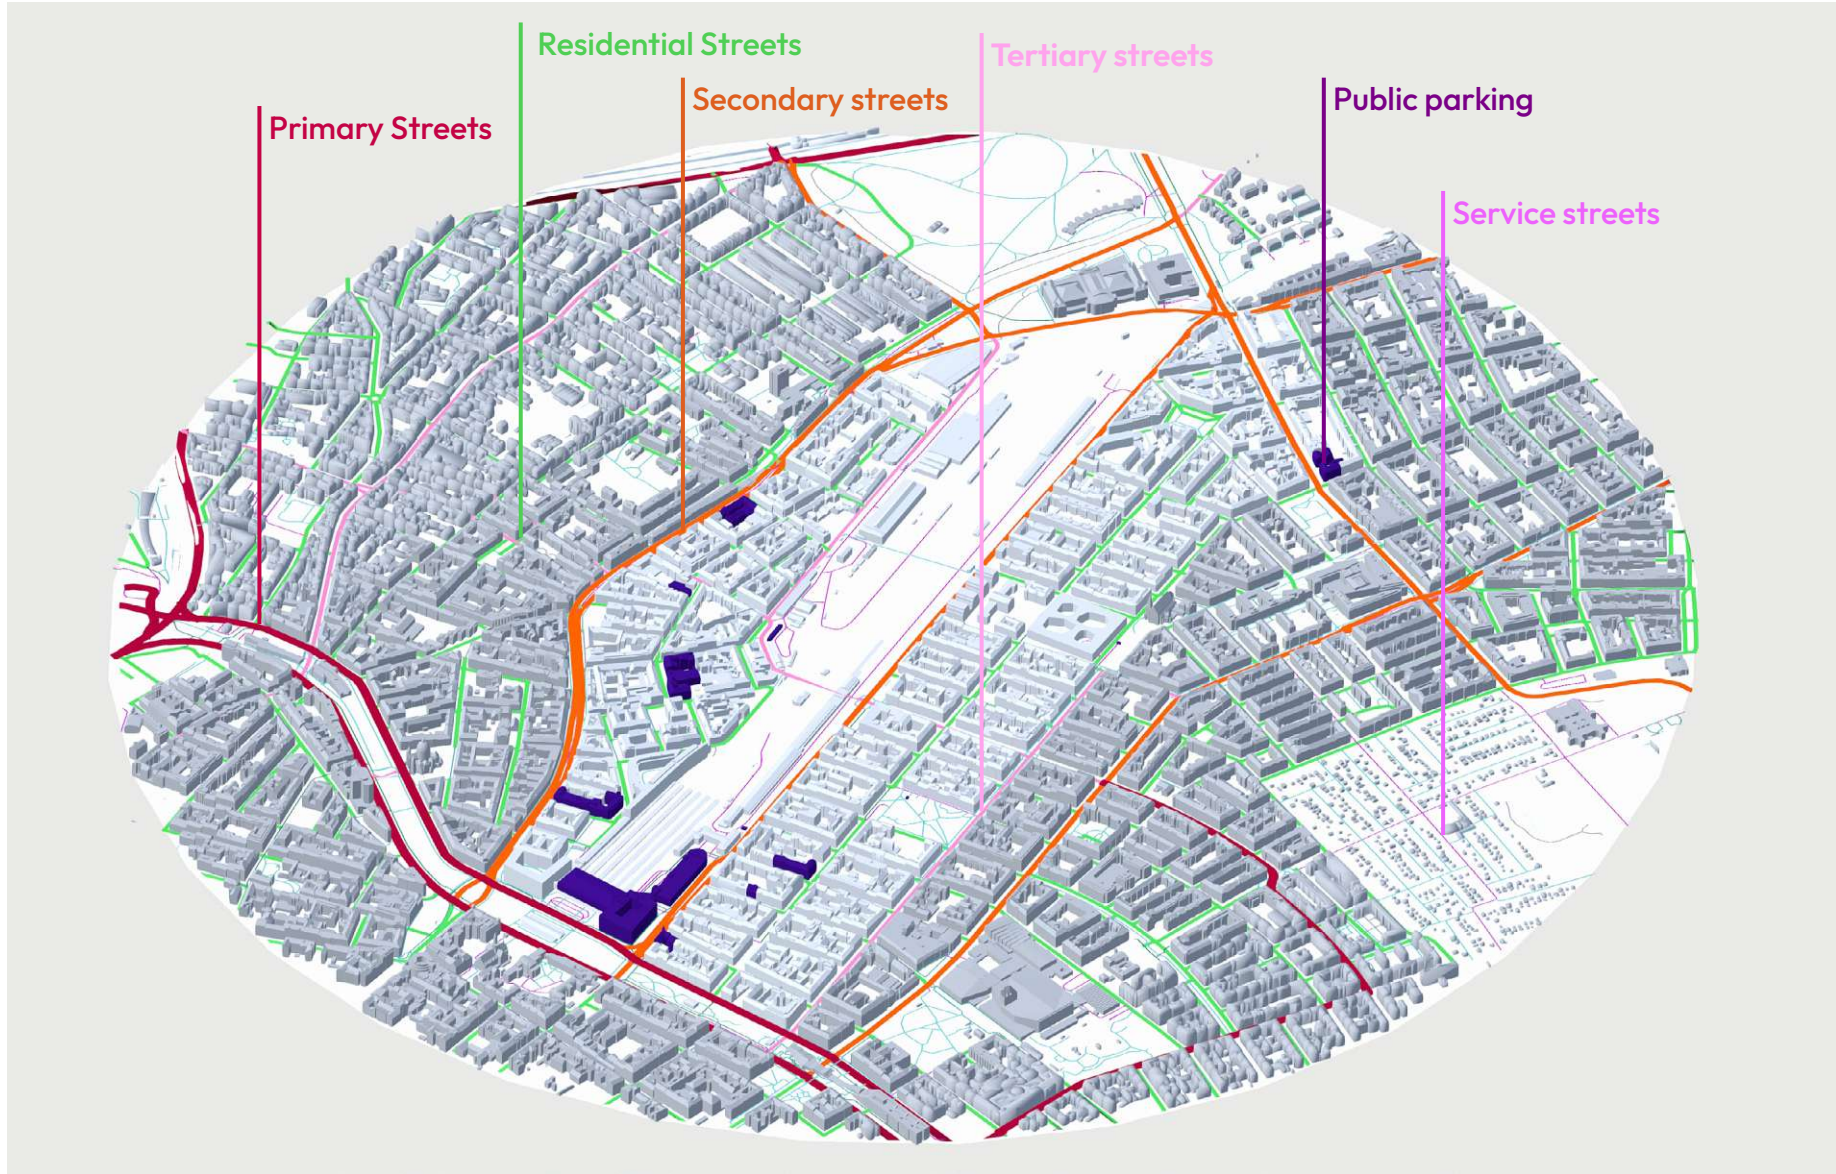 Residential Streets
Tertiary streets
Secondary streets
Public parking
Primary Streets
Service streets